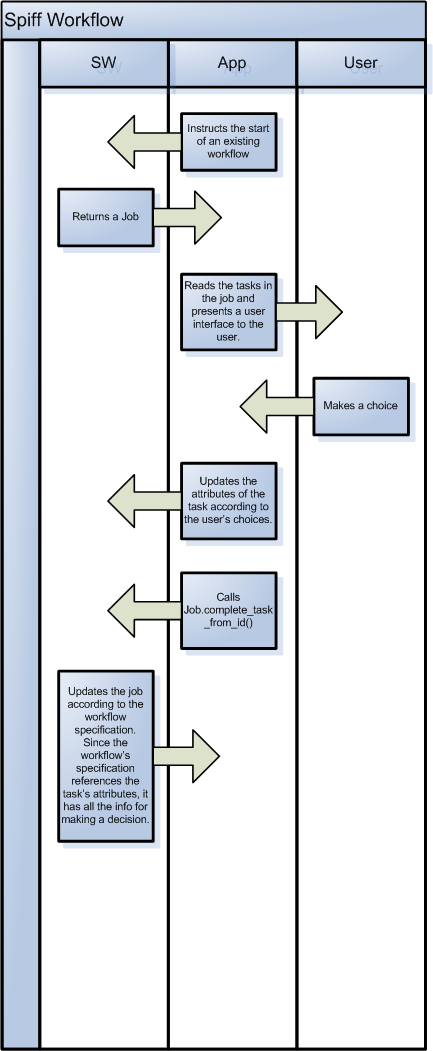 Spiff Workflow
SW
App
User
Instructs the start
of an existing
workflow
Returns a Job
Reads the tasks in
the job and
presents a user
interface to the
user.
Makes a choice
Updates the
attributes of the
task according to
the user's choices.
Calls
Job.complete_task
_from_id()
Updates the job
according to the
workflow
specification.
Since the
workflow's
specification
references the
task's attributes, it
has all the info for
making a decision.